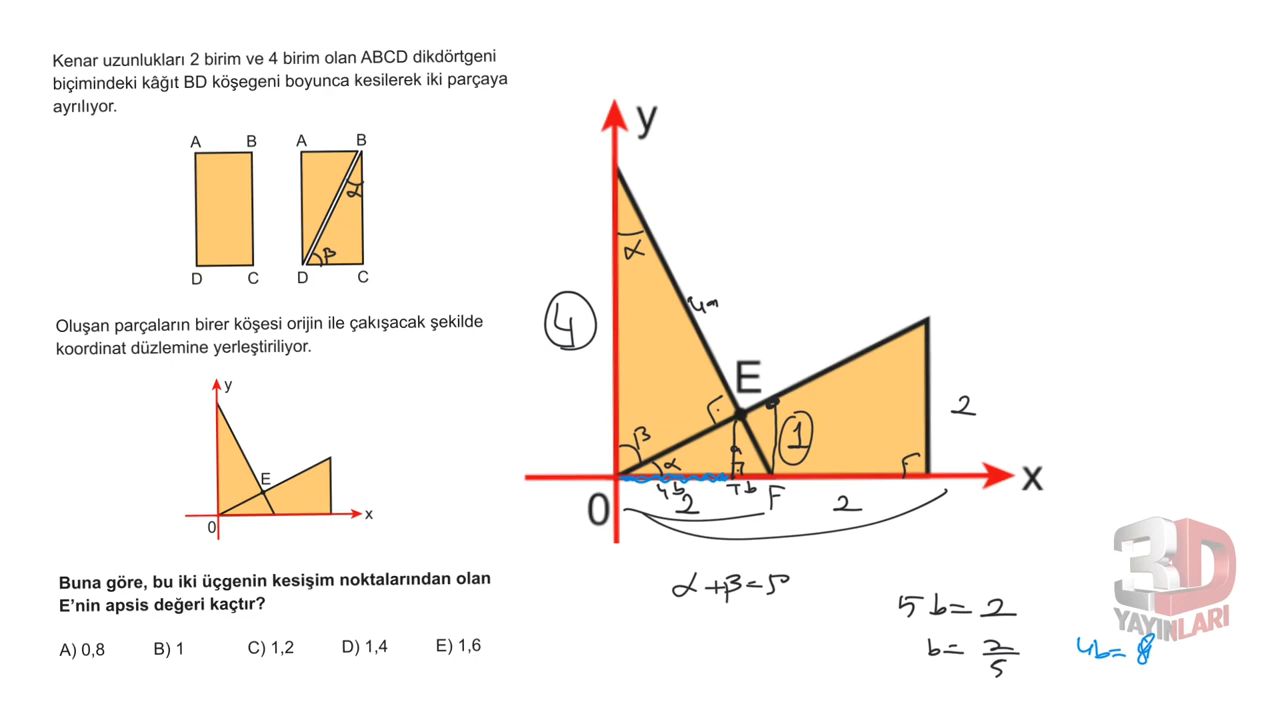 Kenar uzunlukları 2 birim ve 4 birim olan ABCD dikdörtgeni
biçimindeki kâğıt BD köşegeni boyunca kesilerek iki parçaya
ayrılıyor.
A B A B
α
β
D C D C
Oluşan parçaların birer köşesi orijin ile çakışacak şekilde
koordinat düzlemine yerleştiriliyor.
y
E
0
x
Buna göre, bu iki üçgenin kesişim noktalarından olan
E'nin apsis değeri kaçtır?
A) 0,8 B) 1 C) 1,2 D) 1,4 E) 1,6
y
α
4a
4
E
2
β
1
α
a
x
0
4b
b
F
2
2
α+β=
5b=2
b= 2/5
4b= 8
3D
YAYINLARI